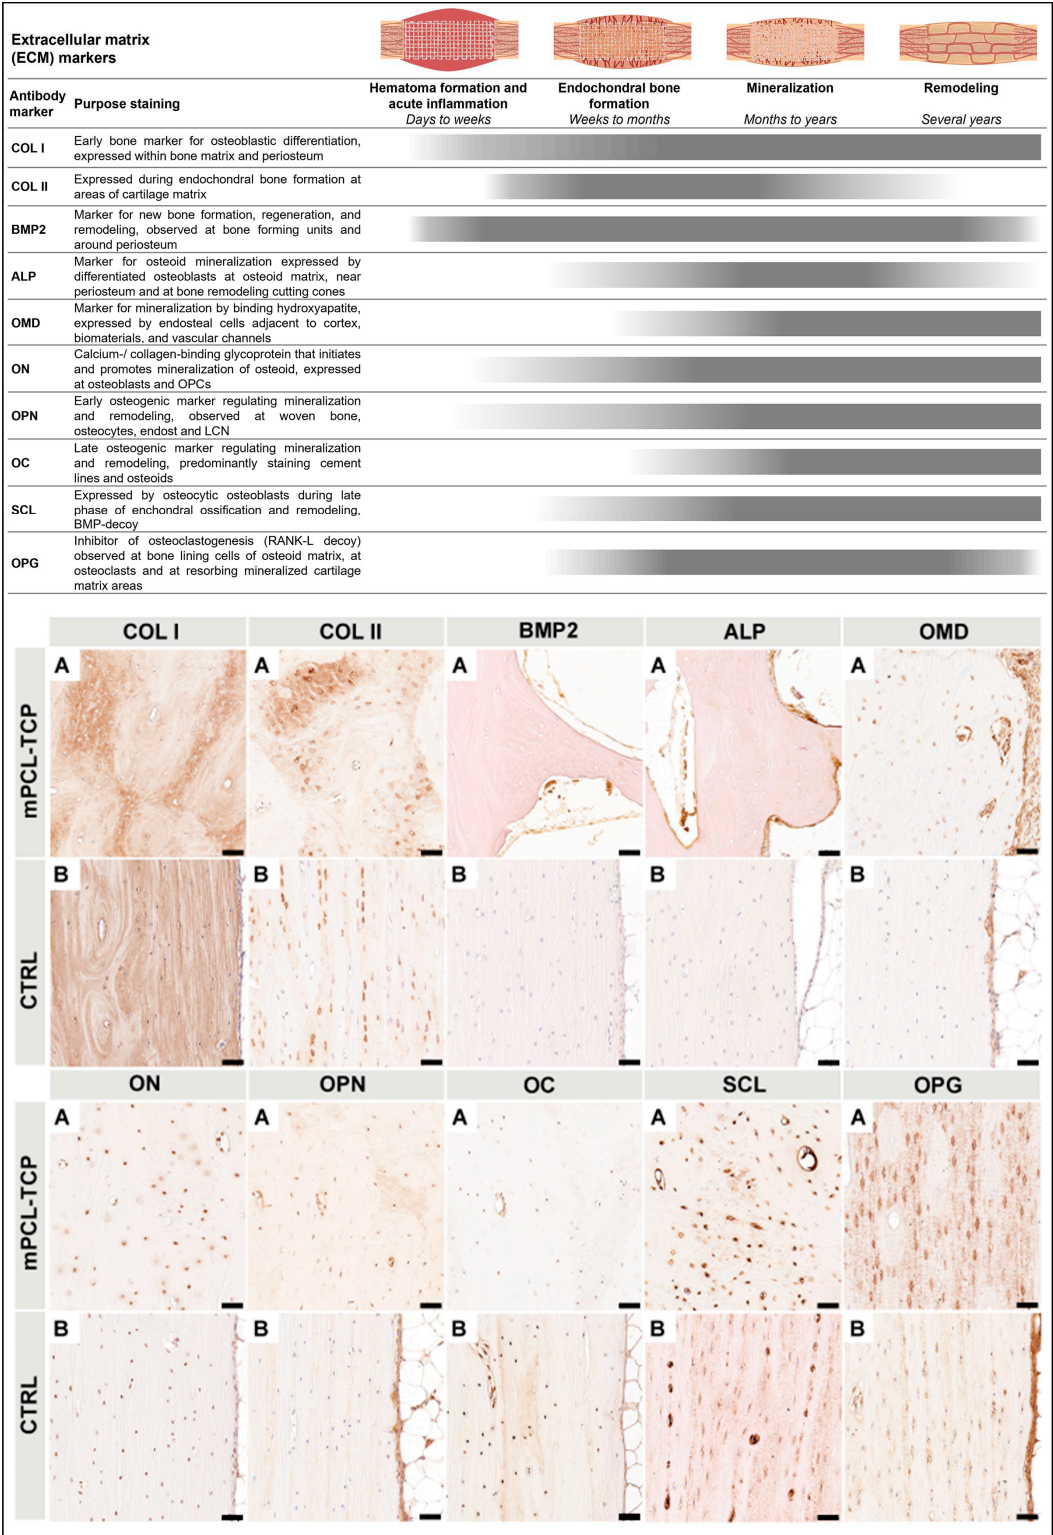 Extracellular matrix
(ECM) markers
Antibody
marker
Purpose staining
Hematoma formation and
acute inflammation
Days to weeks
Endochondral bone
formation
Weeks to months
Mineralization
Months to years
Remodeling
Several years
COL I
Early bone marker for osteoblastic differentiation,
expressed within bone matrix and periosteum
COL II
Expressed during endochondral bone formation at
areas of cartilage matrix
BMP2
Marker for new bone formation, regeneration, and
remodeling, observed at bone forming units and
around periosteum
ALP
Marker for osteoid mineralization expressed by
differentiated osteoblasts at osteoid matrix, near
periosteum and at bone remodeling cutting cones
OMD
Marker for mineralization by binding hydroxyapatite,
expressed by endosteal cells adjacent to cortex,
biomaterials, and vascular channels
ON
Calcium-/ collagen-binding glycoprotein that initiates
and promotes mineralization of osteoid, expressed
at osteoblasts and OPCs
OPN
Early osteogenic marker regulating mineralization
and remodeling, observed at woven bone,
osteocytes, endost and LCN
OC
Late osteogenic marker regulating mineralization
and remodeling, predominantly staining cement
lines and osteoids
SCL
Expressed by osteocytic osteoblasts during late
phase of enchondral ossification and remodeling,
BMP-decoy
OPG
Inhibitor of osteoclastogenesis (RANK-L decoy)
observed at bone lining cells of osteoid matrix, at
osteoclasts and at resorbing mineralized cartilage
matrix areas
COL I COL II BMP2 ALP OMD
mPCL-TCP
A A A A A
CTRL
B B B B B
ON OPN OC SCL OPG
mPCL-TCP
A A A A A
CTRL
B B B B B